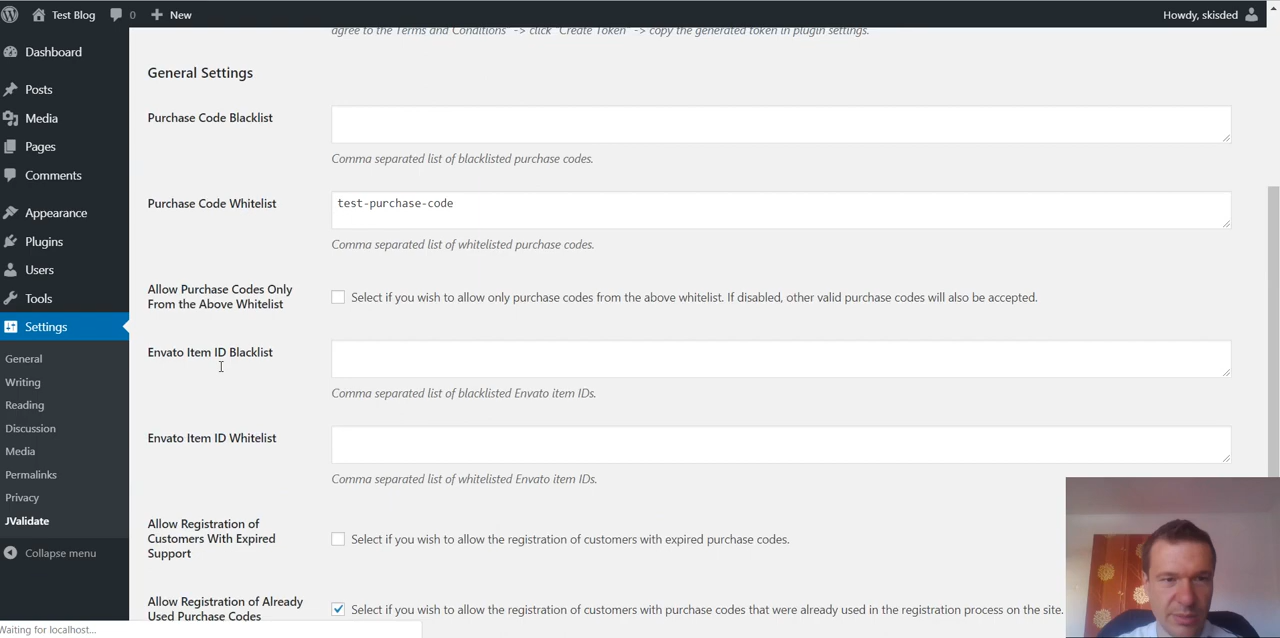 Test Blog 0 New Howdy, skisded
agree to the Terms and Conditions" -> click "Create Token" -> copy the generated token in plugin settings.
Dashboard
Posts
Media
Pages
Comments
Appearance
Plugins
Users
Tools
Settings
General
Writing
Reading
Discussion
Media
Permalinks
Privacy
JValidate
Collapse menu
General Settings
Purchase Code Blacklist
Comma separated list of blacklisted purchase codes.
Purchase Code Whitelist
test-purchase-code
Comma separated list of whitelisted purchase codes.
Allow Purchase Codes Only
From the Above Whitelist
Select if you wish to allow only purchase codes from the above whitelist. If disabled, other valid purchase codes will also be accepted.
Envato Item ID Blacklist
Comma separated list of blacklisted Envato item IDs.
Envato Item ID Whitelist
Comma separated list of whitelisted Envato item IDs.
Allow Registration of
Customers With Expired
Support
Select if you wish to allow the registration of customers with expired purchase codes.
Allow Registration of Already
Used Purchase Codes
Select if you wish to allow the registration of customers with purchase codes that were already used in the registration process on the site.
Waiting for localhost...